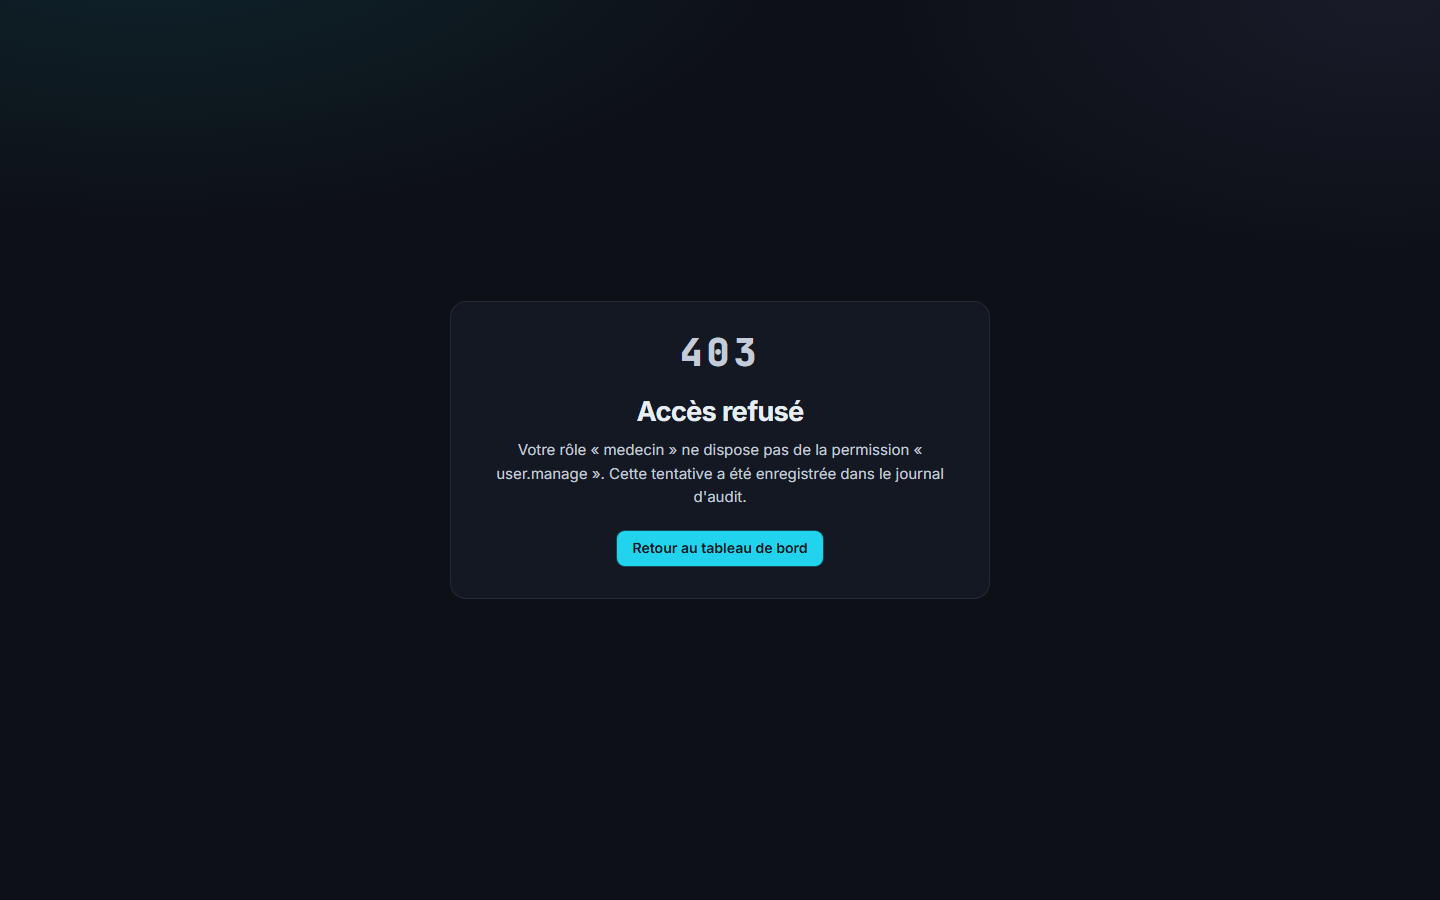 403
Accès refusé
Votre rôle « medecin » ne dispose pas de la permission «
user.manage ». Cette tentative a été enregistrée dans le journal
d'audit.
Retour au tableau de bord